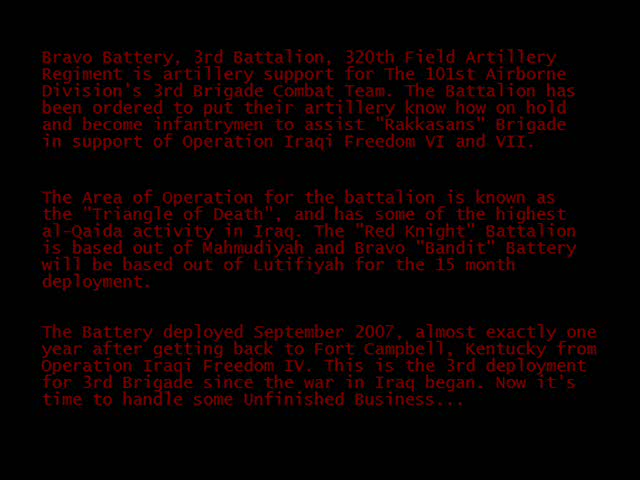 Bravo Battery, 3rd Battalion, 320th Field Artillery
Regiment is artillery support for The 101st Airborne
Division's 3rd Brigade Combat Team. The Battalion has
been ordered to put their artillery know how on hold
and become infantrymen to assist "Rakkasans" Brigade
in support of Operation Iraqi Freedom VI and VII.
The Area of Operation for the battalion is known as
the "Triangle of Death", and has some of the highest
al-Qaida activity in Iraq. The "Red Knight" Battalion
is based out of Mahmudiyah and Bravo "Bandit" Battery
will be based out of Lutifiyah for the 15 month
deployment.
The Battery deployed September 2007, almost exactly one
year after getting back to Fort Campbell, Kentucky from
Operation Iraqi Freedom IV. This is the 3rd deployment
for 3rd Brigade since the war in Iraq began. Now it's
time to handle some Unfinished Business...